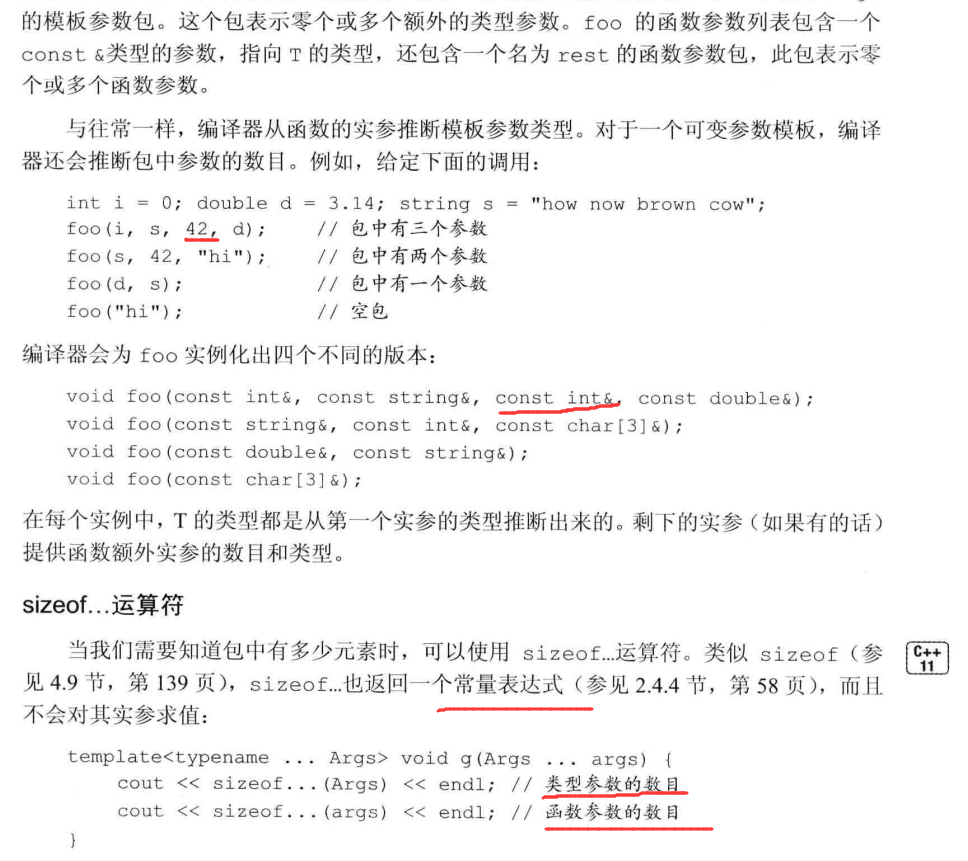 的模板参数包。这个包表示零个或多个额外的类型参数。foo 的函数参数列表包含一个
const &类型的参数，指向 T 的类型，还包含一个名为 rest 的函数参数包，此包表示零
个或多个函数参数。
与往常一样，编译器从函数的实参推断模板参数类型。对于一个可变参数模板，编译
器还会推断包中参数的数目。例如，给定下面的调用：
int i = 0; double d = 3.14; string s = "how now brown cow";
foo(i, s, 42, d);    // 包中有三个参数
foo(s, 42, "hi");    // 包中有两个参数
foo(d, s);    // 包中有一个参数
foo("hi");    // 空包
编译器会为 foo 实例化出四个不同的版本：
void foo(const int&, const string&, const int&, const double&);
void foo(const string&, const int&, const char[3]&);
void foo(const double&, const string&);
void foo(const char[3]&);
在每个实例中，T 的类型都是从第一个实参的类型推断出来的。剩下的实参（如果有的话）
提供函数额外实参的数目和类型。
sizeof...运算符
当我们需要知道包中有多少元素时，可以使用 sizeof...运算符。类似 sizeof（参
C++
11
见 4.9 节，第 139 页），sizeof...也返回一个常量表达式（参见 2.4.4 节，第 58 页），而且
不会对其实参求值：
template<typename ... Args> void g(Args ... args) {
cout << sizeof...(Args) << endl; // 类型参数的数目
cout << sizeof...(args) << endl; // 函数参数的数目
}